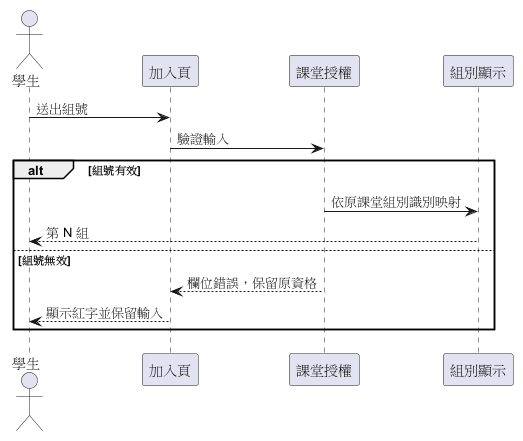 學生
加入頁
課堂授權
組別顯示
送出組號
驗證輸入
alt
[組號有效]
依原課堂組別識別映射
第 N 組
[組號無效]
欄位錯誤，保留原資格
顯示紅字並保留輸入
學生
加入頁
課堂授權
組別顯示